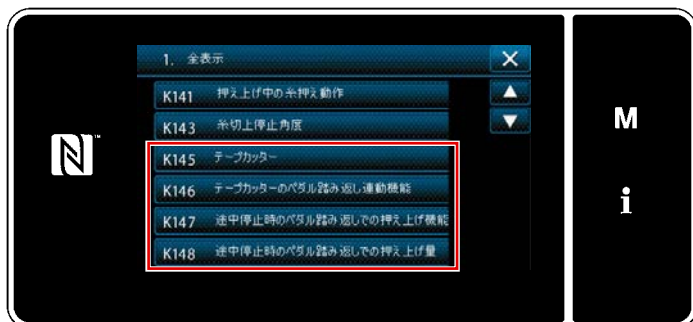 1. 全表示
K141 押え上げ中の糸押え動作
K143 糸切上停止角度
K145 テープカッター
K146 テープカッターのペダル踏み返し連動機能
K147 途中停止時のペダル踏み返しでの押え上げ機能
K148 途中停止時のペダル踏み返しでの押え上げ量
M
i